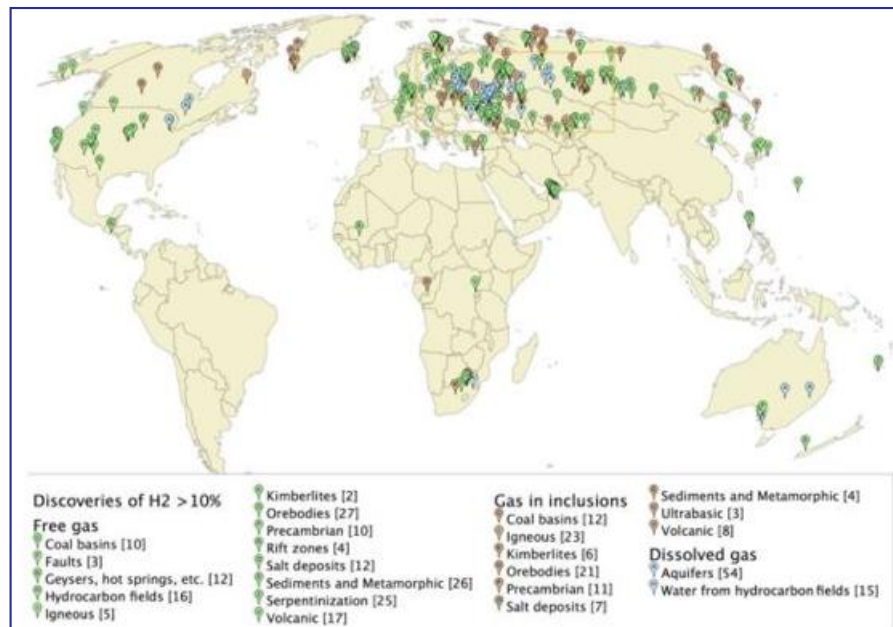 Discoveries of H2 >10%
Free gas
Coal basins [10]
Faults [3]
Geysers, hot springs, etc. [12]
Hydrocarbon fields [16]
Igneous [5]
Kimberlites [2]
Orebodies [27]
Precambrian [10]
Rift zones [4]
Salt deposits [12]
Sediments and Metamorphic [26]
Serpentinization [25]
Volcanic [17]
Gas in inclusions
Coal basins [12]
Igneous [23]
Kimberlites [6]
Orebodies [21]
Precambrian [11]
Salt deposits [7]
Sediments and Metamorphic [4]
Ultrabasic [3]
Volcanic [8]
Dissolved gas
Aquifers [54]
Water from hydrocarbon fields [15]